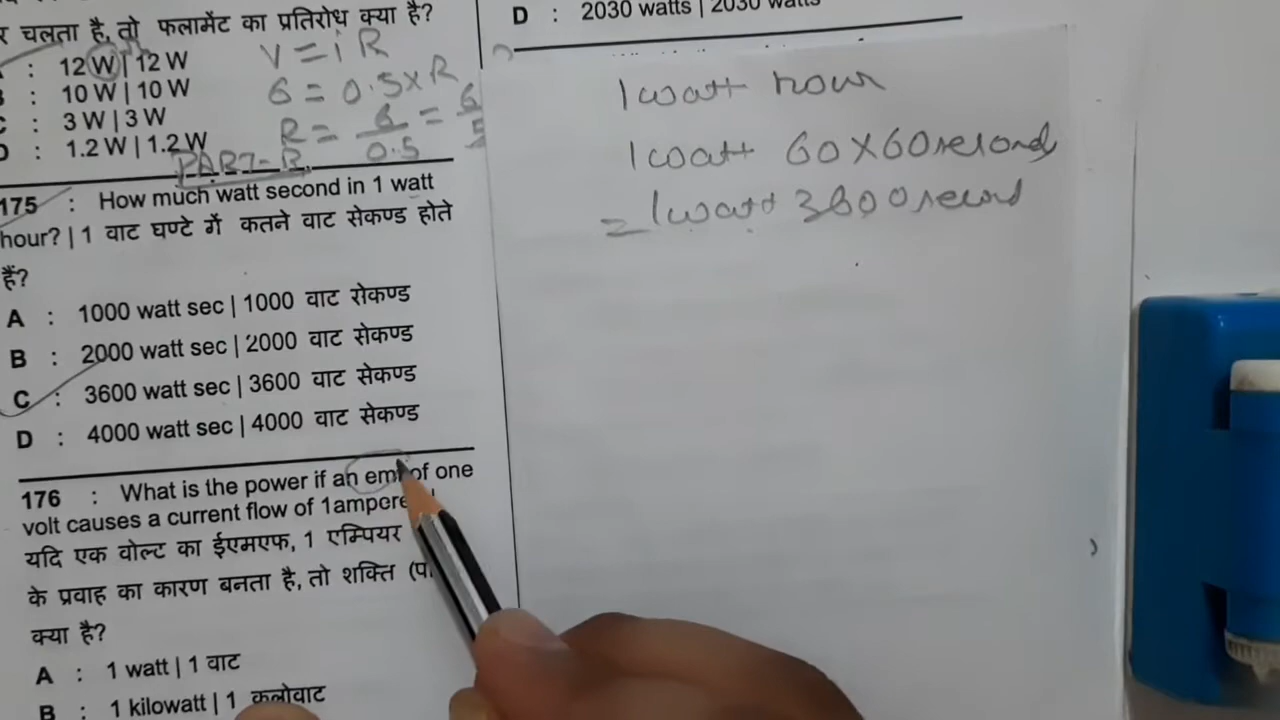 र चलता है, तो फलामेंट का प्रतिरोध क्या है?
: 12 W | 12 W
: 10 W | 10 W
: 3 W | 3 W
: 1.2 W | 1.2 W
V = i R
6 = 0.5 x R
R = 6/0.5 = 6/5
PART-B
175 : How much watt second in 1 watt
hour? | 1 वाट घण्टे में कतने वाट सेकण्ड होते
हैं?
A : 1000 watt sec | 1000 वाट सेकण्ड
B : 2000 watt sec | 2000 वाट सेकण्ड
C : 3600 watt sec | 3600 वाट सेकण्ड
D : 4000 watt sec | 4000 वाट सेकण्ड
176 : What is the power if an emf of one
volt causes a current flow of 1ampere
यदि एक वोल्ट का ईएमएफ, 1 एम्पियर
के प्रवाह का कारण बनता है, तो शक्ति (प
क्या है?
A : 1 watt | 1 वाट
B : 1 kilowatt | 1 कलोवाट
D : 2030 watts | 2030 watts
1 watt hour
1 watt 60 X 60 second
= 1 watt 3600 second